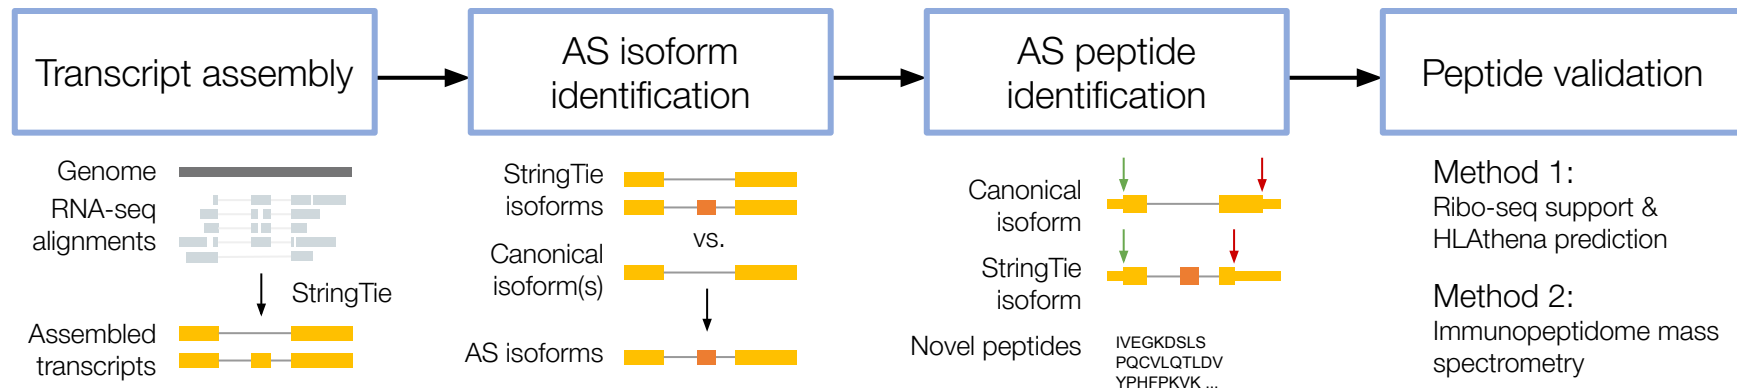 Transcript assembly
AS isoform
identification
AS peptide
identification
Peptide validation
Genome
RNA-seq
alignments
StringTie
Assembled
transcripts
StringTie
isoforms
vs.
Canonical
isoform(s)
AS isoforms
Canonical
isoform
StringTie
isoform
Novel peptides
IVEGKDSLS
PQCVLQTLDV
YPHFPKVK ...
Method 1:
Ribo-seq support &
HLAthena prediction
Method 2:
Immunopeptidome mass
spectrometry